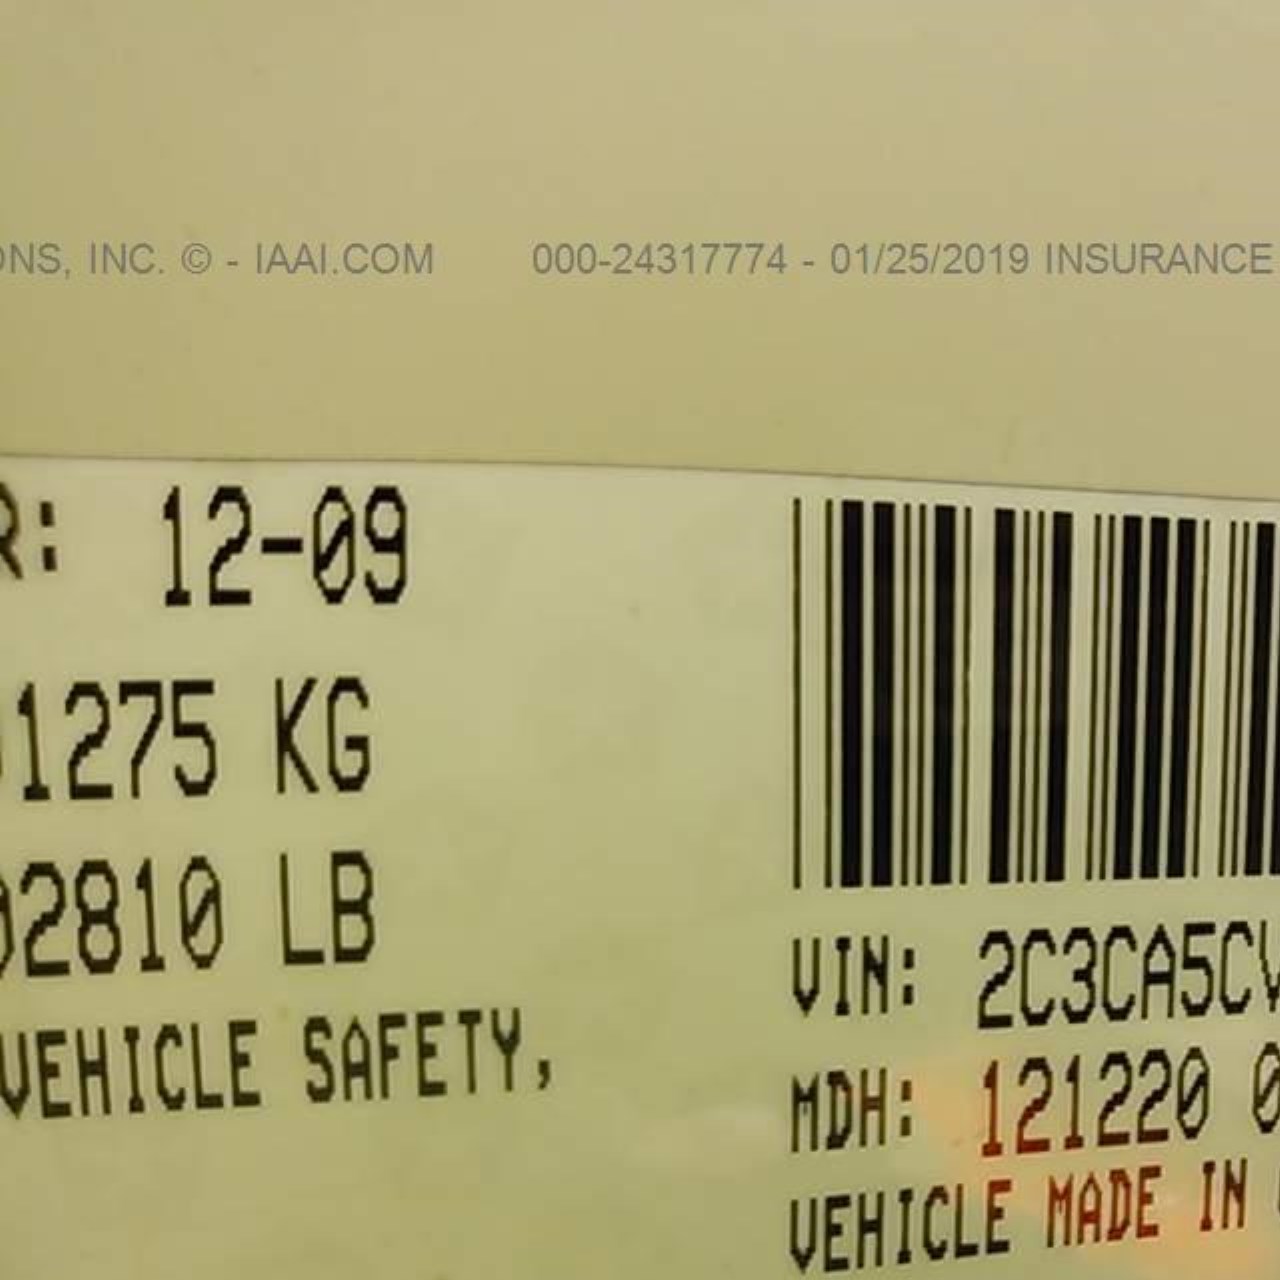 ONS, INC. © - IAAI.COM 000-24317774 - 01/25/2019 INSURANCE
R: 12-09
1275 KG
02810 LB
VEHICLE SAFETY,
VIN: 2C3CA5CV
MDH: 121220 0
VEHICLE MADE IN